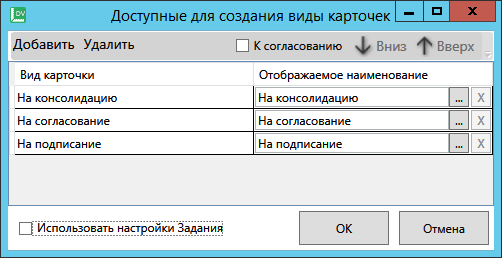 DV Доступные для создания виды карточек
Добавить Удалить К согласованию Вниз Вверх
Вид карточки Отображаемое наименование
На консолидацию На консолидацию ... X
На согласование На согласование ... X
На подписание На подписание ... X
Использовать настройки Задания ОК Отмена